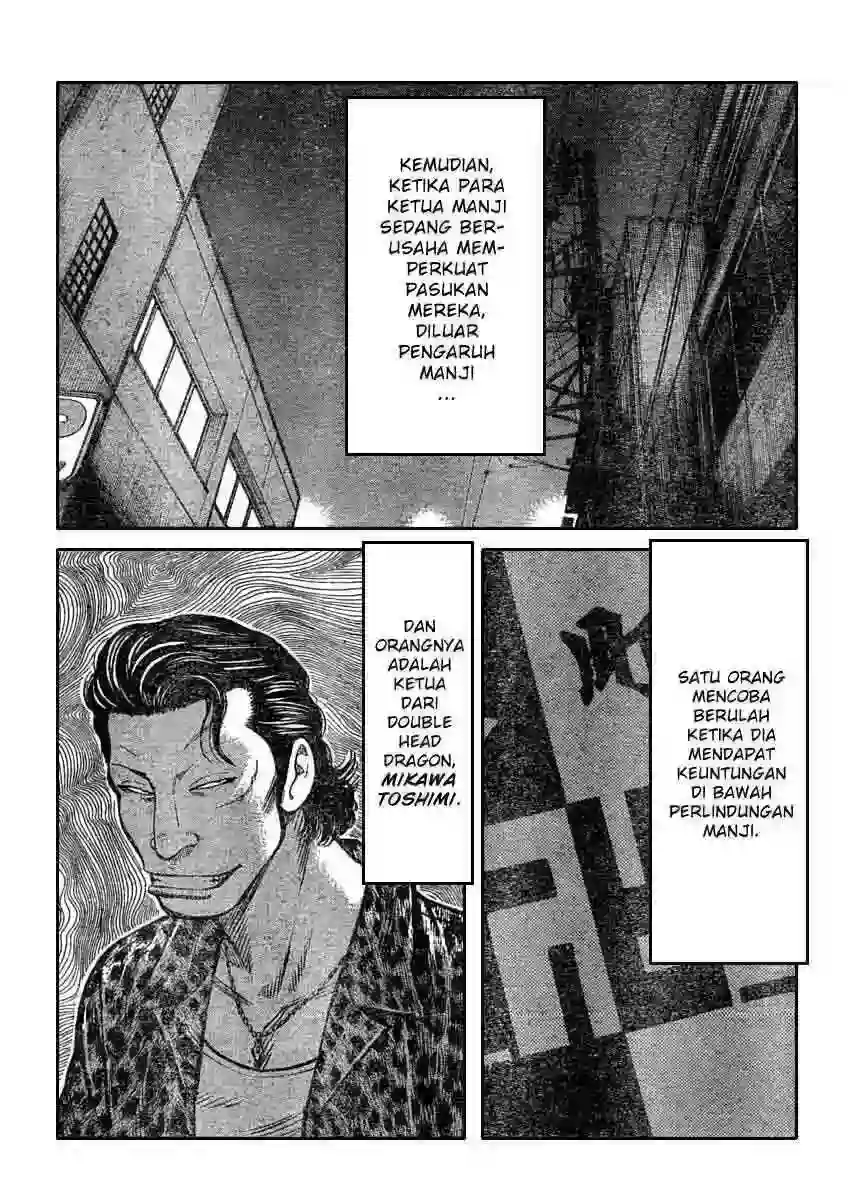 KEMUDIAN,
KETIKA PARA
KETUA MANJI
SEDANG BER-
USAHA MEM-
PERKUAT
PASUKAN
MEREKA,
DILUAR
PENGARUH
MANJI
...
SATU ORANG
MENCOBA
BERULAH
KETIKA DIA
MENDAPAT
KEUNTUNGAN
DI BAWAH
PERLINDUNGAN
MANJI.
DAN
ORANGNYA
ADALAH
KETUA
DARI
DOUBLE
HEAD
DRAGON,
MIKAWA
TOSHIMI.